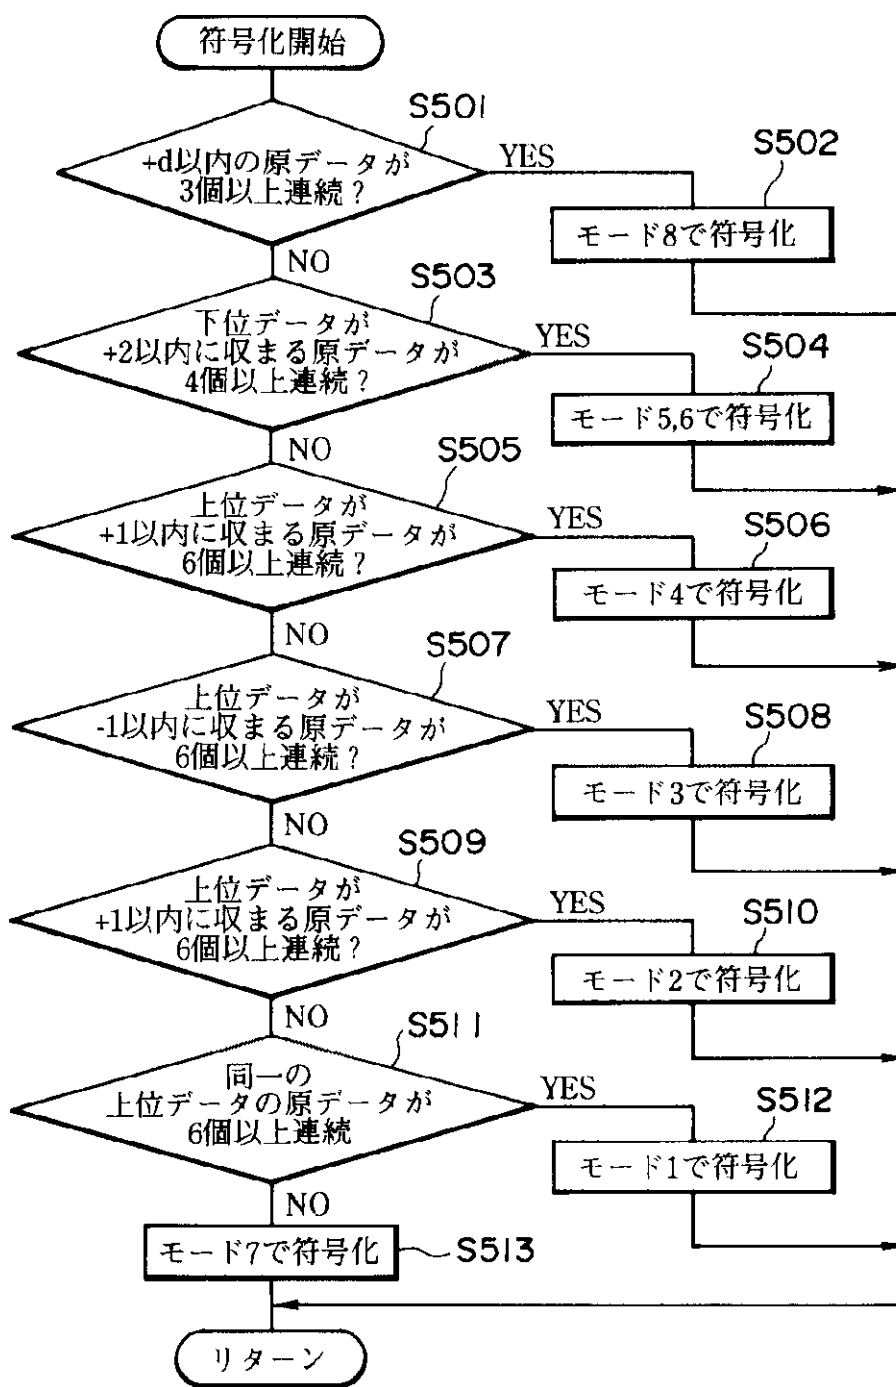 符号化開始
S501
+d以内の原データが
3個以上連続?
YES
S502
モード8で符号化
NO
S503
下位データが
+2以内に収まる原データが
4個以上連続?
YES
S504
モード5,6で符号化
NO
S505
上位データが
+1以内に収まる原データが
6個以上連続?
YES
S506
モード4で符号化
NO
S507
上位データが
-1以内に収まる原データが
6個以上連続?
YES
S508
モード3で符号化
NO
S509
上位データが
+1以内に収まる原データが
6個以上連続?
YES
S510
モード2で符号化
NO
S511
同一の
上位データの原データが
6個以上連続
YES
S512
モード1で符号化
NO
モード7で符号化
S513
リターン